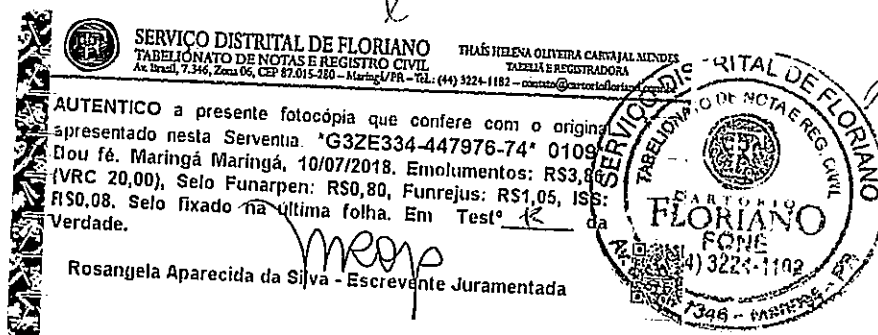 SERVIÇO DISTRITAL DE FLORIANO
TABELIONATO DE NOTAS E REGISTRO CIVIL
Av. Brasil, 7.346, Zona 06, CEP 87.015-280 – Maringá/PR – Tel.: (44) 3224-1182 –
THAÍS HELENA OLIVEIRA CARVAJAL MENDES
TABELIÃ E REGISTRADORA
AUTENTICO a presente fotocópia que confere com o original
apresentado nesta Serventia. *G3ZE334-447976-74* 0109
Dou fé. Maringá Maringá, 10/07/2018. Emolumentos: R$3,86
(VRC 20,00), Selo Funarpen: R$0,80, Funrejus: R$1,05, ISS:
R$0,08. Selo fixado na última folha. Em Testº da
Verdade.
Rosangela Aparecida da Silva - Escrevente Juramentada
SERVIÇO DISTRITAL DE FLORIANO
TABELIONATO DE NOTA E REG. CIVIL
CARTORIO
FLORIANO
FONE